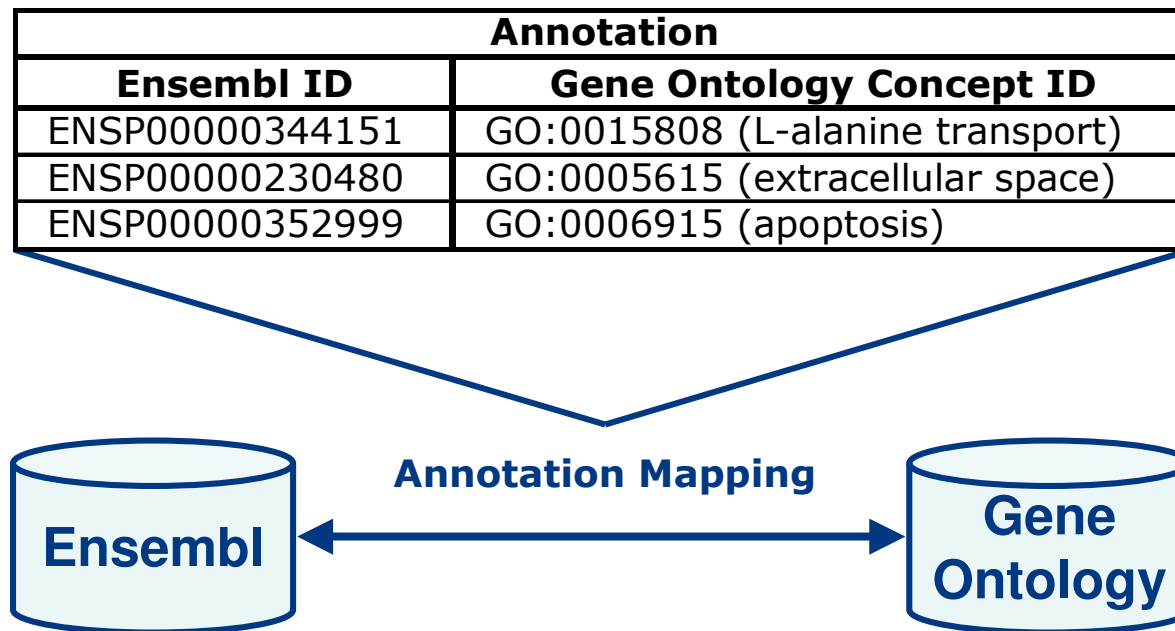 Annotation
Ensembl ID Gene Ontology Concept ID
ENSP00000344151 GO:0015808 (L-alanine transport)
ENSP00000230480 GO:0005615 (extracellular space)
ENSP00000352999 GO:0006915 (apoptosis)
Annotation Mapping
Ensembl
Gene
Ontology